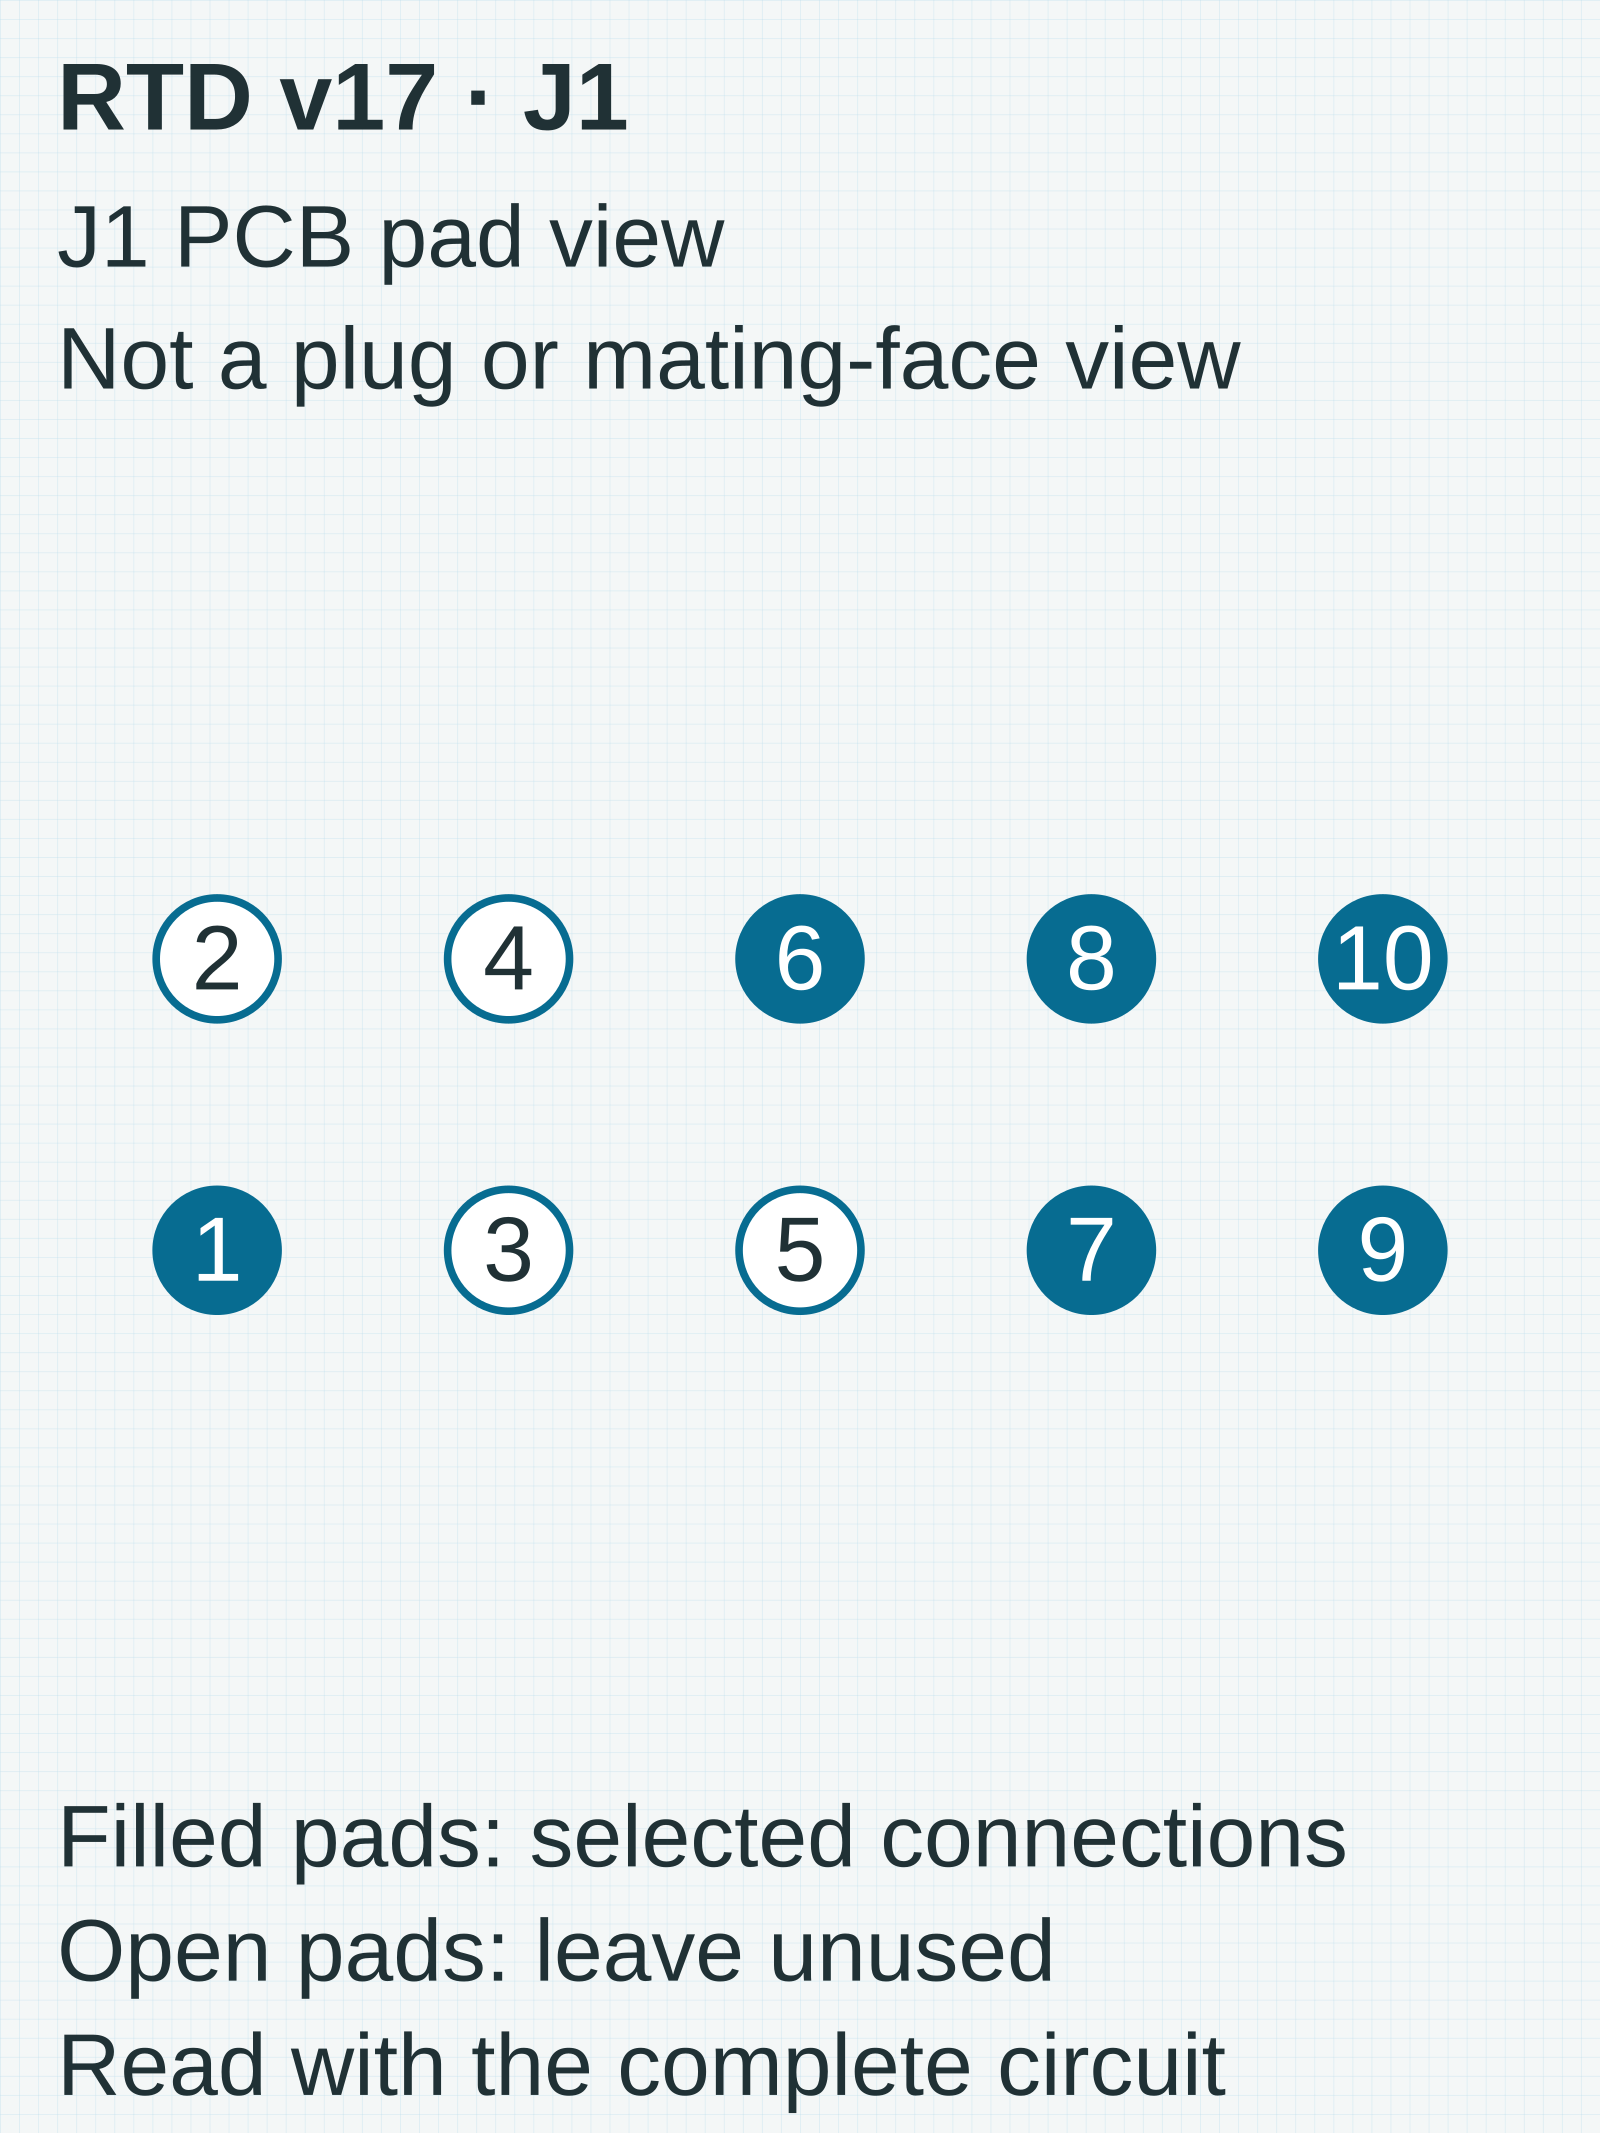 RTD v17 · J1
J1 PCB pad view
Not a plug or mating-face view
2 4 6 8 10
1 3 5 7 9
Filled pads: selected connections
Open pads: leave unused
Read with the complete circuit